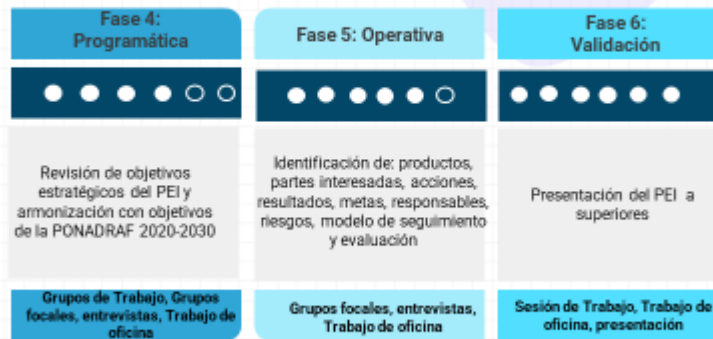 Fase 4:
Programática
Fase 5: Operativa
Fase 6:
Validación
Revisión de objetivos
estratégicos del PEI y
armonización con objetivos
de la PONADRAF 2020-2030
Identificación de: productos,
partes interesadas, acciones,
resultados, metas, responsables,
riesgos, modelo de seguimiento
y evaluación
Presentación del PEI a
superiores
Grupos de Trabajo, Grupos
focales, entrevistas, Trabajo de
oficina
Grupos focales, entrevistas,
Trabajo de oficina
Sesión de Trabajo, Trabajo de
oficina, presentación